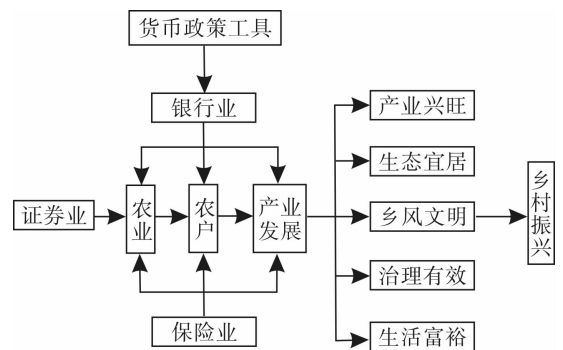 货币政策工具
银行业
产业兴旺
生态宜居
证券业
农业
农户
产业
发展
乡风文明
乡村振兴
治理有效
保险业
生活富裕